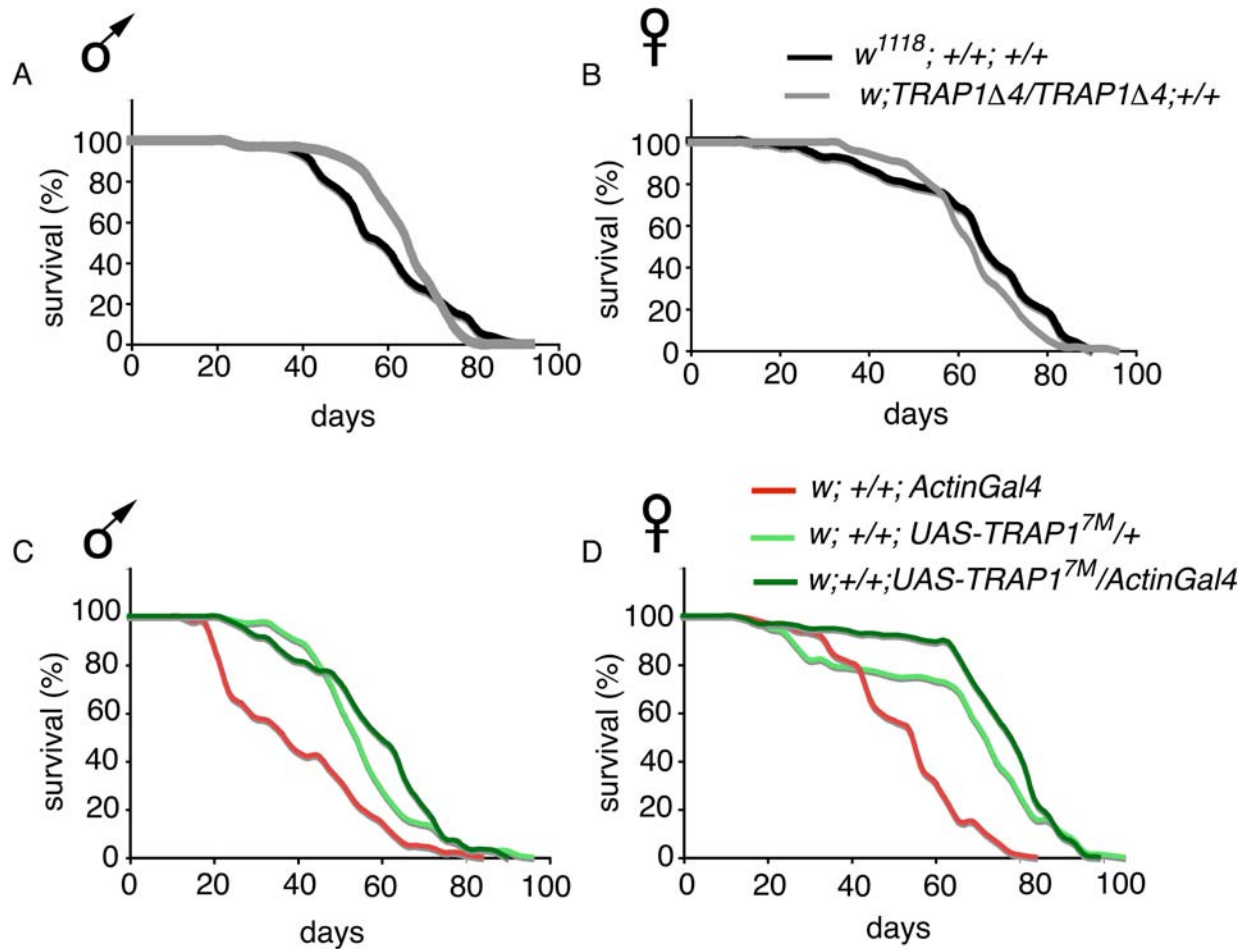 A
B
w1118; +/+; +/+
w;TRAP1Δ4/TRAP1Δ4;+/+
survival (%)
100
80
60
40
20
0
0 20 40 60 80 100
days
survival (%)
100
80
60
40
20
0
0 20 40 60 80 100
days
C
D
w; +/+; ActinGal4
w; +/+; UAS-TRAP17M/+
w;+/+;UAS-TRAP17M/ActinGal4
survival (%)
100
80
60
40
20
0
0 20 40 60 80 100
days
survival (%)
100
80
60
40
20
0
0 20 40 60 80 100
days